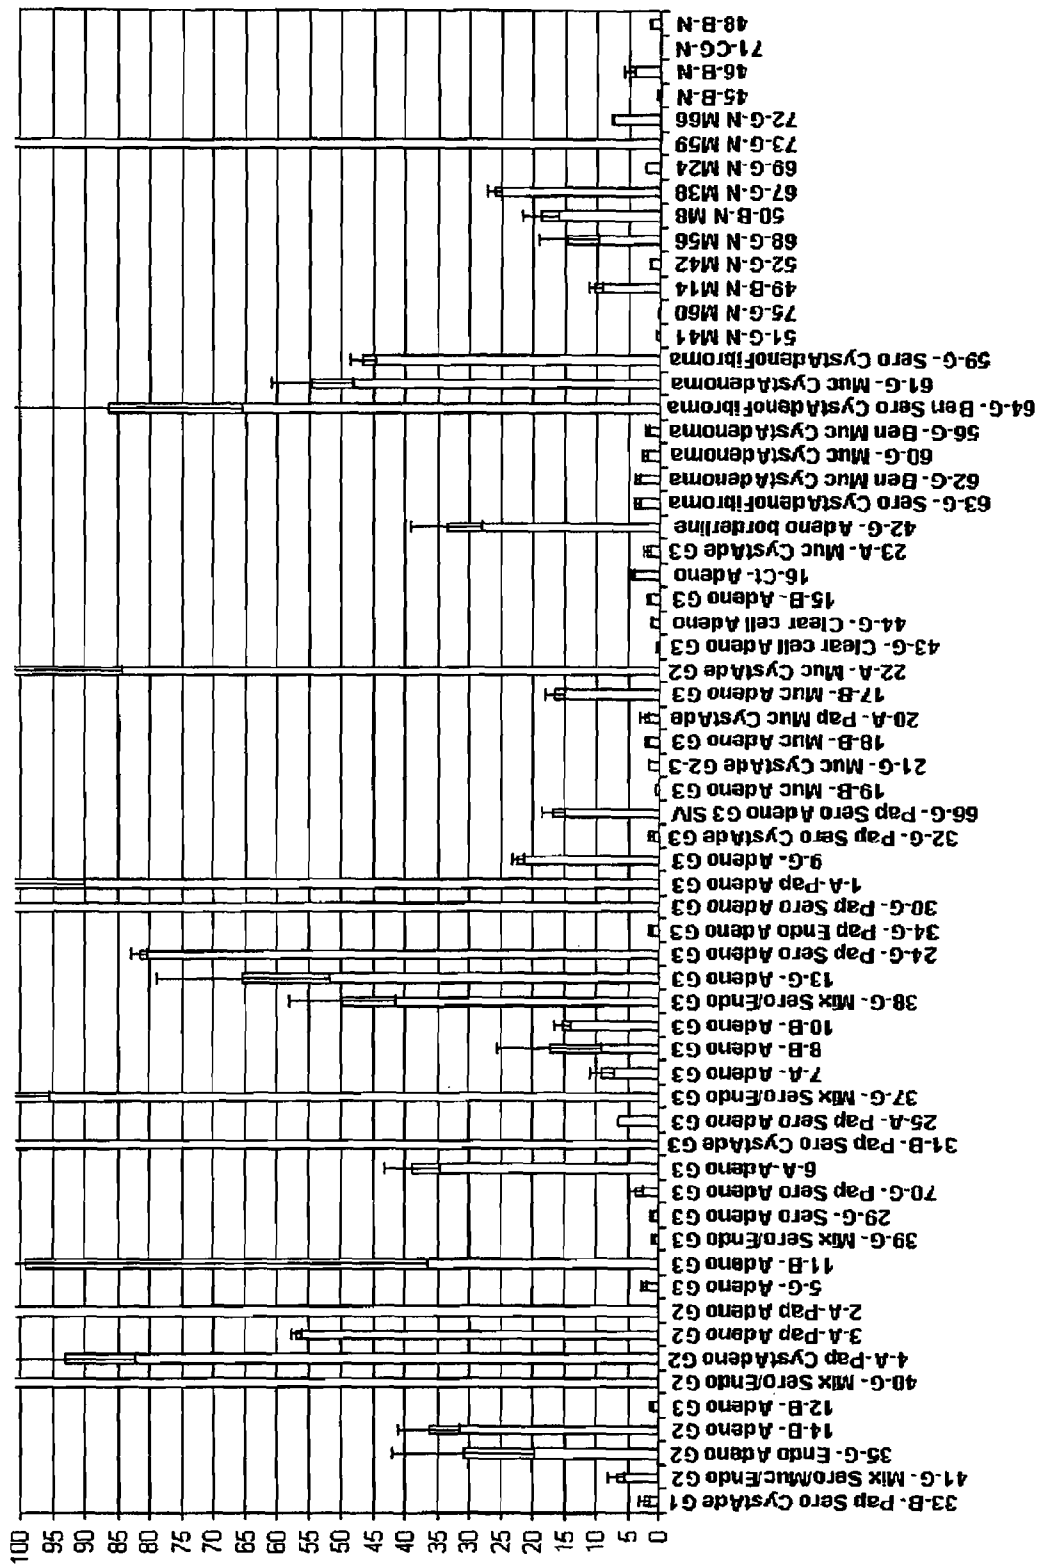 100
95
90
85
80
75
70
65
60
55
50
45
40
35
30
25
20
15
10
5
0
33-B- Pap Sero CystAde G1
41-G- Mix Sero/Muc/Endo G2
35-G- Endo Adeno G2
14-B- Adeno G2
12-B- Adeno G3
40-G- Mix Sero/Endo G2
4-A-Pap CystAdeno G2
3-A-Pap Adeno G2
2-A-Pap Adeno G2
5-G- Adeno G3
11-B- Adeno G3
39-G- Mix Sero/Endo G3
29-G- Sero Adeno G3
70-G- Pap Sero Adeno G3
6-A-Adeno G3
31-B- Pap Sero CystAde G3
25-A- Pap Sero Adeno G3
37-G- Mix Sero/Endo G3
7-A- Adeno G3
8-B- Adeno G3
10-B- Adeno G3
38-G- Mix Sero/Endo G3
13-G- Adeno G3
24-G- Pap Sero Adeno G3
34-G- Pap Endo Adeno G3
30-G- Pap Sero Adeno G3
1-A-Pap Adeno G3
9-G- Adeno G3
32-G- Pap Sero CystAde G3
66-G- Pap Sero Adeno G3 SIV
19-B- Muc Adeno G3
21-G- Muc CystAde G2-3
18-B- Muc Adeno G3
20-A- Pap Muc CystAde
17-B- Muc Adeno G3
22-A- Muc CystAde G2
43-G- Clear cell Adeno G3
44-G- Clear cell Adeno
15-B- Adeno G3
16-Ct- Adeno
23-A- Muc CystAde G3
42-G- Adeno borderline
63-G- Sero CystAdenoFibroma
62-G- Ben Muc CystAdenoma
60-G- Muc CystAdenoma
56-G- Ben Muc CystAdenoma
64-G- Ben Sero CystAdenoFibroma
61-G- Muc CystAdenoma
59-G- Sero CystAdenoFibroma
51-G-N M41
75-G-N M60
49-B-N M14
52-G-N M42
68-G-N M56
50-B-N M8
67-G-N M38
69-G-N M24
73-G-N M59
72-G-N M66
45-B-N
46-B-N
71-CG-N
48-B-N